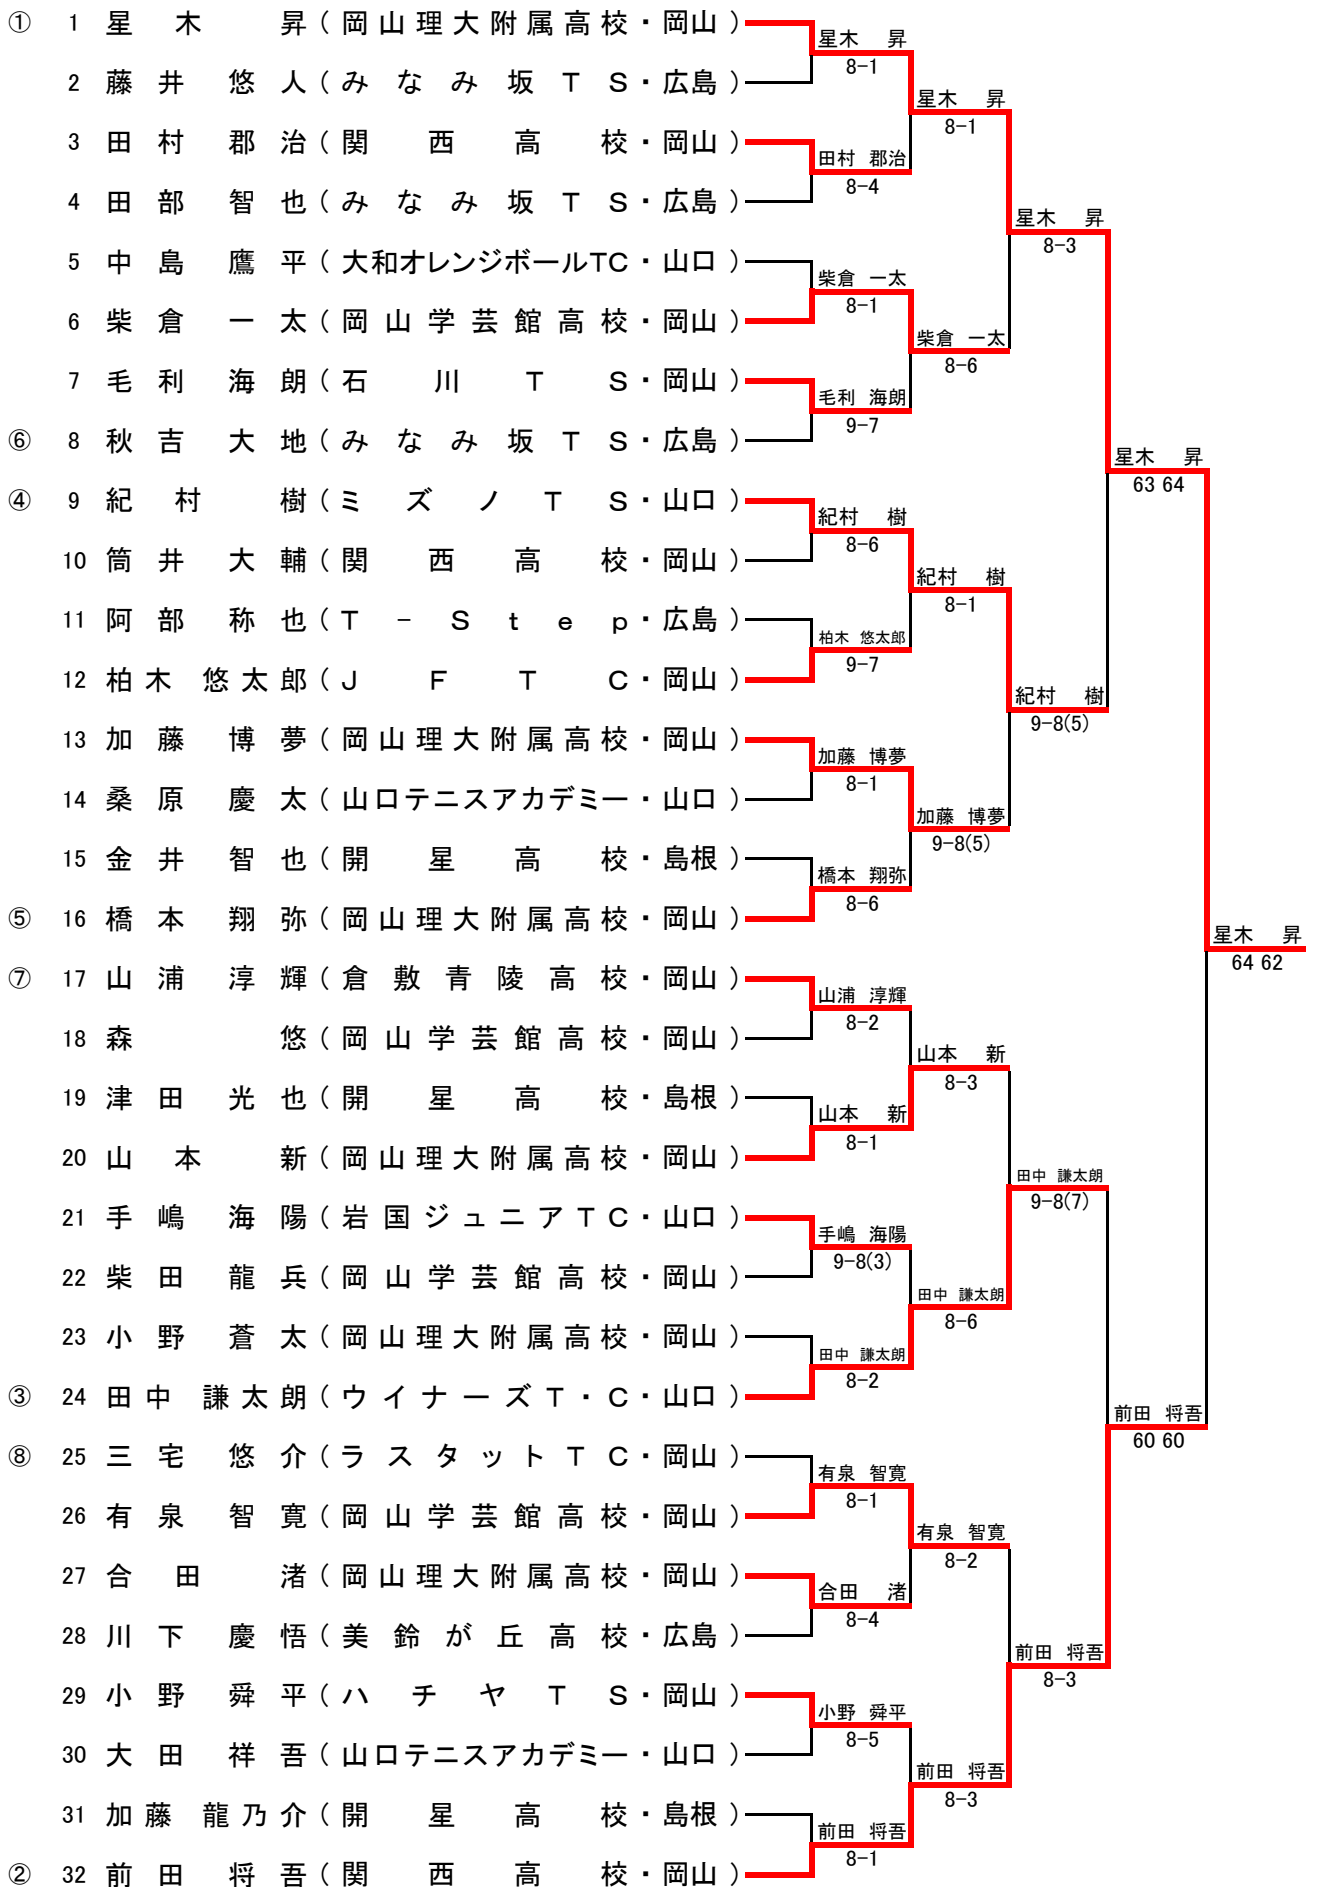 ① 1 星木 昇（岡山理大附属高校・岡山）
星木 昇
8-1
2 藤井 悠人（みなみ坂ＴＳ・広島）
星木 昇
8-1
3 田村 郡治（関西高校・岡山）
田村 郡治
8-4
4 田部 智也（みなみ坂ＴＳ・広島）
星木 昇
8-3
5 中島 鷹平（大和オレンジボールTC・山口）
柴倉 一太
8-1
6 柴倉 一太（岡山学芸館高校・岡山）
柴倉 一太
8-6
7 毛利 海朗（石川ＴＳ・岡山）
毛利 海朗
9-7
⑥ 8 秋吉 大地（みなみ坂ＴＳ・広島）
星木 昇
63 64
④ 9 紀村 樹（ミズノＴＳ・山口）
紀村 樹
8-6
10 筒井 大輔（関西高校・岡山）
紀村 樹
8-1
11 阿部 称也（Ｔ－Ｓｔｅｐ・広島）
柏木 悠太郎
9-7
12 柏木 悠太郎（ＪＦＴＣ・岡山）
紀村 樹
9-8(5)
13 加藤 博夢（岡山理大附属高校・岡山）
加藤 博夢
8-1
14 桑原 慶太（山口テニスアカデミー・山口）
加藤 博夢
9-8(5)
15 金井 智也（開星高校・島根）
橋本 翔弥
8-6
⑤ 16 橋本 翔弥（岡山理大附属高校・岡山）
星木 昇
64 62
⑦ 17 山浦 淳輝（倉敷青陵高校・岡山）
山浦 淳輝
8-2
18 森 悠（岡山学芸館高校・岡山）
山本 新
8-3
19 津田 光也（開星高校・島根）
山本 新
8-1
20 山本 新（岡山理大附属高校・岡山）
田中 謙太朗
9-8(7)
21 手嶋 海陽（岩国ジュニアＴＣ・山口）
手嶋 海陽
9-8(3)
22 柴田 龍兵（岡山学芸館高校・岡山）
田中 謙太朗
8-6
23 小野 蒼太（岡山理大附属高校・岡山）
田中 謙太朗
8-2
③ 24 田中 謙太朗（ウイナーズＴ・Ｃ・山口）
前田 将吾
60 60
⑧ 25 三宅 悠介（ラスタットＴＣ・岡山）
有泉 智寛
8-1
26 有泉 智寛（岡山学芸館高校・岡山）
有泉 智寛
8-2
27 合田 渚（岡山理大附属高校・岡山）
合田 渚
8-4
28 川下 慶悟（美鈴が丘高校・広島）
前田 将吾
8-3
29 小野 舜平（ハチヤＴＳ・岡山）
小野 舜平
8-5
30 大田 祥吾（山口テニスアカデミー・山口）
前田 将吾
8-3
31 加藤 龍乃介（開星高校・島根）
前田 将吾
8-1
② 32 前田 将吾（関西高校・岡山）